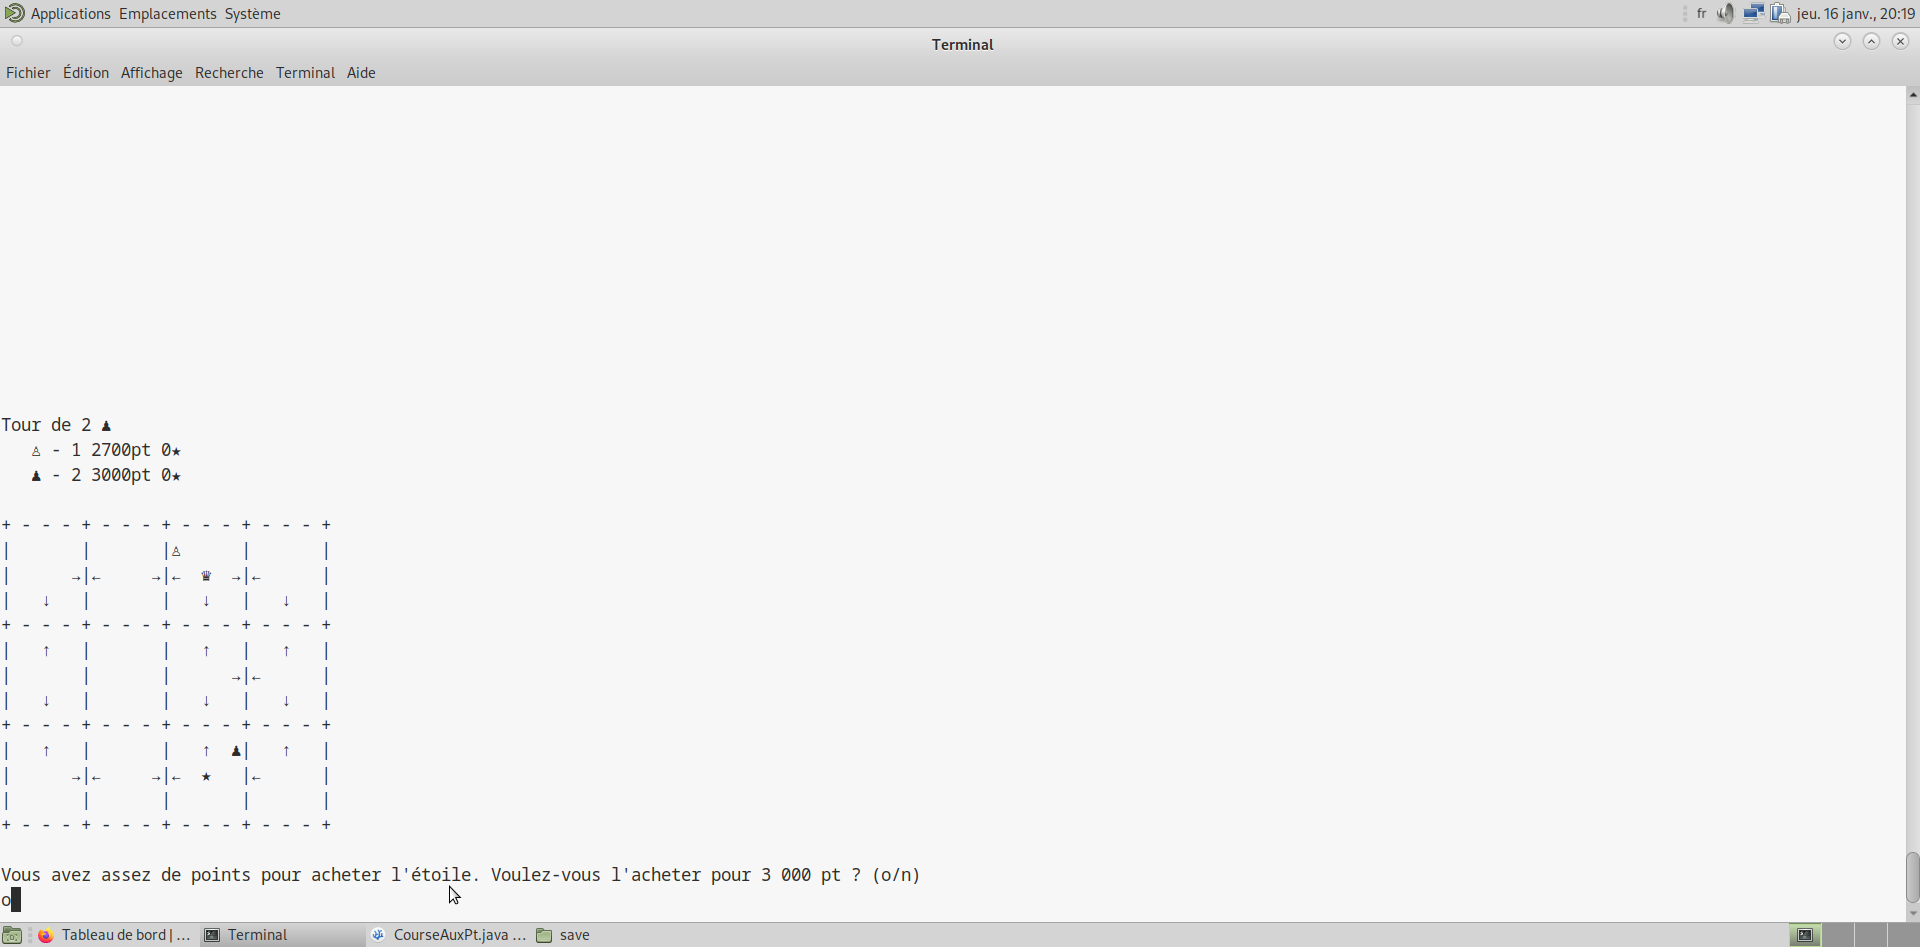 Applications Emplacements Système fr jeu. 16 janv., 20:19
Terminal
Fichier Édition Affichage Recherche Terminal Aide
Tour de 2 ♟
♙ - 1 2700pt 0★
♟ - 2 3000pt 0★
+ - - - + - - - + - - - + - - - +
|       |       |♙      |       |
|      →|←     →|←  ♛  →|←      |
|   ↓   |       |   ↓   |   ↓   |
+ - - - + - - - + - - - + - - - +
|   ↑   |       |   ↑   |   ↑   |
|       |       |      →|←      |
|   ↓   |       |   ↓   |   ↓   |
+ - - - + - - - + - - - + - - - +
|   ↑   |       |   ↑  ♟|   ↑   |
|      →|←     →|←  ★   |←      |
|       |       |       |       |
+ - - - + - - - + - - - + - - - +
Vous avez assez de points pour acheter l'étoile. Voulez-vous l'acheter pour 3 000 pt ? (o/n)
o
Tableau de bord | ... Terminal CourseAuxPt.java ... save